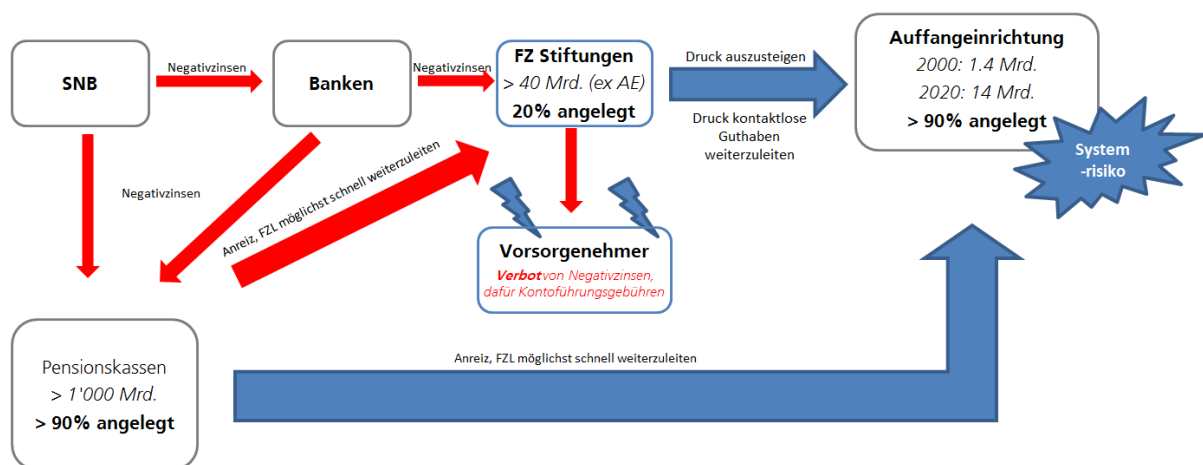 SNB
Negativzinsen
Banken
Negativzinsen
FZ Stiftungen
> 40 Mrd. (ex AE)
20% angelegt
Druck auszusteigen
Druck kontaktlose
Guthaben
weiterzuleiten
Auffangeinrichtung
2000: 1.4 Mrd.
2020: 14 Mrd.
> 90% angelegt
System
-risiko
Negativzinsen
Anreiz, FZL möglichst schnell weiterzuleiten
Vorsorgenehmer
Verbot von Negativzinsen,
dafür Kontoführungsgebühren
Pensionskassen
> 1'000 Mrd.
> 90% angelegt
Anreiz, FZL möglichst schnell weiterzuleiten